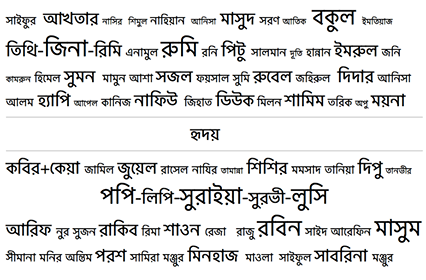 সাইফুর আখতার নাসির শিমুল নাহিয়ান আনিসা মাসুদ সরণ আতিক বকুল ইমতিয়াজ
তিথি-জিনা-রিমি এনামুল রুমি রনি পিটু সালমান দ্যুতি হান্নান ইমরুল জনি
কামরুল হিমেল সুমন মামুন আশা সজল ফয়সাল সুমি রুবেল জহিরুল দিদার আনিসা
আলম হ্যাপি আপেল কানিজ নাফিউ জিহাত ডিউক মিলন শামিম তরিক অপু ময়না
হৃদয়
কবির+কেয়া জামিল জুয়েল রাসেল নাযির তামান্না শিশির মমসাদ তানিয়া দিপু তানভীর
পপি-লিপি-সুরাইয়া-সুরভী-লুসি
আরিফ নুর সুজন রাকিব রিমা শাওন রেজা রাজু রবিন সাইদ আরেফিন মাসুম
সীমানা মনির অন্তিম পরশ সামিরা মঞ্জুর মিনহাজ মাওলা সাইফুল সাবরিনা মঞ্জুর